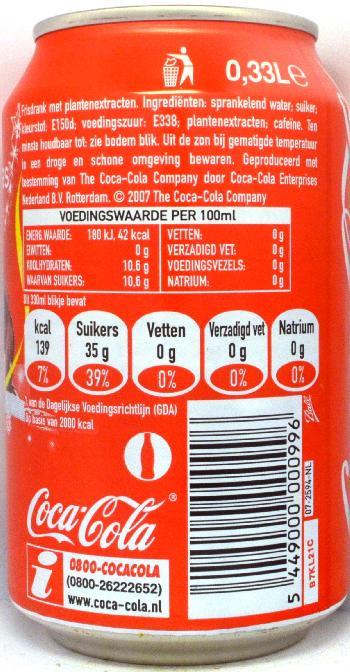 0,33L℮
Frisdrank met plantenextracten. Ingrediënten: sprankelend water; suiker;
kleurstof: E150d; voedingszuur: E338; plantenextracten; cafeïne. Ten
minste houdbaar tot: zie bodem blik. Uit de zon bij gematigde temperatuur
in een droge en schone omgeving bewaren. Geproduceerd met
toestemming van The Coca-Cola Company door Coca-Cola Enterprises
Nederland B.V. Rotterdam. © 2007 The Coca-Cola Company
VOEDINGSWAARDE PER 100ml
ENERG.WAARDE: 180 kJ, 42 kcal VETTEN: 0 g
EIWITTEN: 0 g VERZADIGD VET: 0 g
KOOLHYDRATEN: 10,6 g VOEDINGSVEZELS: 0 g
WAARVAN SUIKERS: 10,6 g NATRIUM: 0 g
Dit 330ml blikje bevat
kcal Suikers Vetten Verzadigd vet Natrium
139 35 g 0 g 0 g 0 g
7% 39% 0% 0% 0%
% van de Dagelijkse Voedingsrichtlijn (GDA)
Op basis van 2000 kcal
Coca-Cola®
i
0800-COCACOLA
(0800-26222652)
www.coca-cola.nl
5 449000 000996
07-2594-NL
B7KL21C